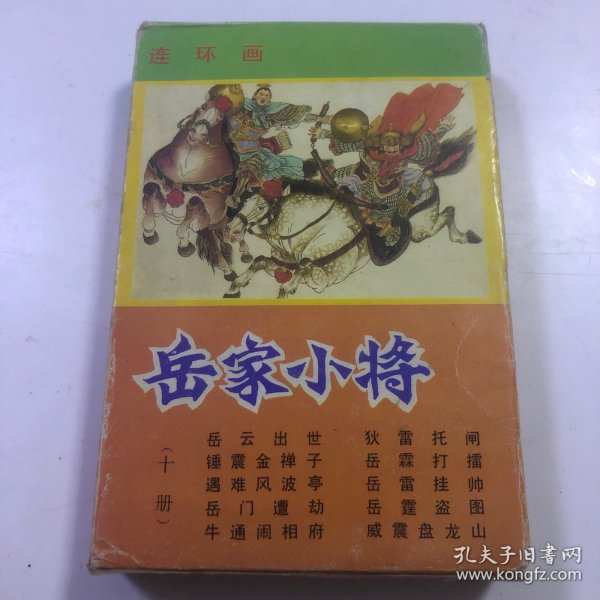 连环画
岳家小将
(十册)
岳云出世
锤震金禅子
遇难风波亭
岳门遭劫
牛通闹相府
狄雷托闸
岳霖打擂
岳雷挂帅
岳霆盗图
威震盘龙山
孔夫子旧书网
www.kongfz.com